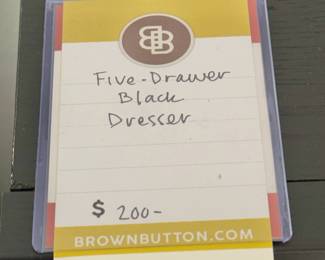 Five-Drawer
Black
Dresser
$ 200-
BROWNBUTTON.COM